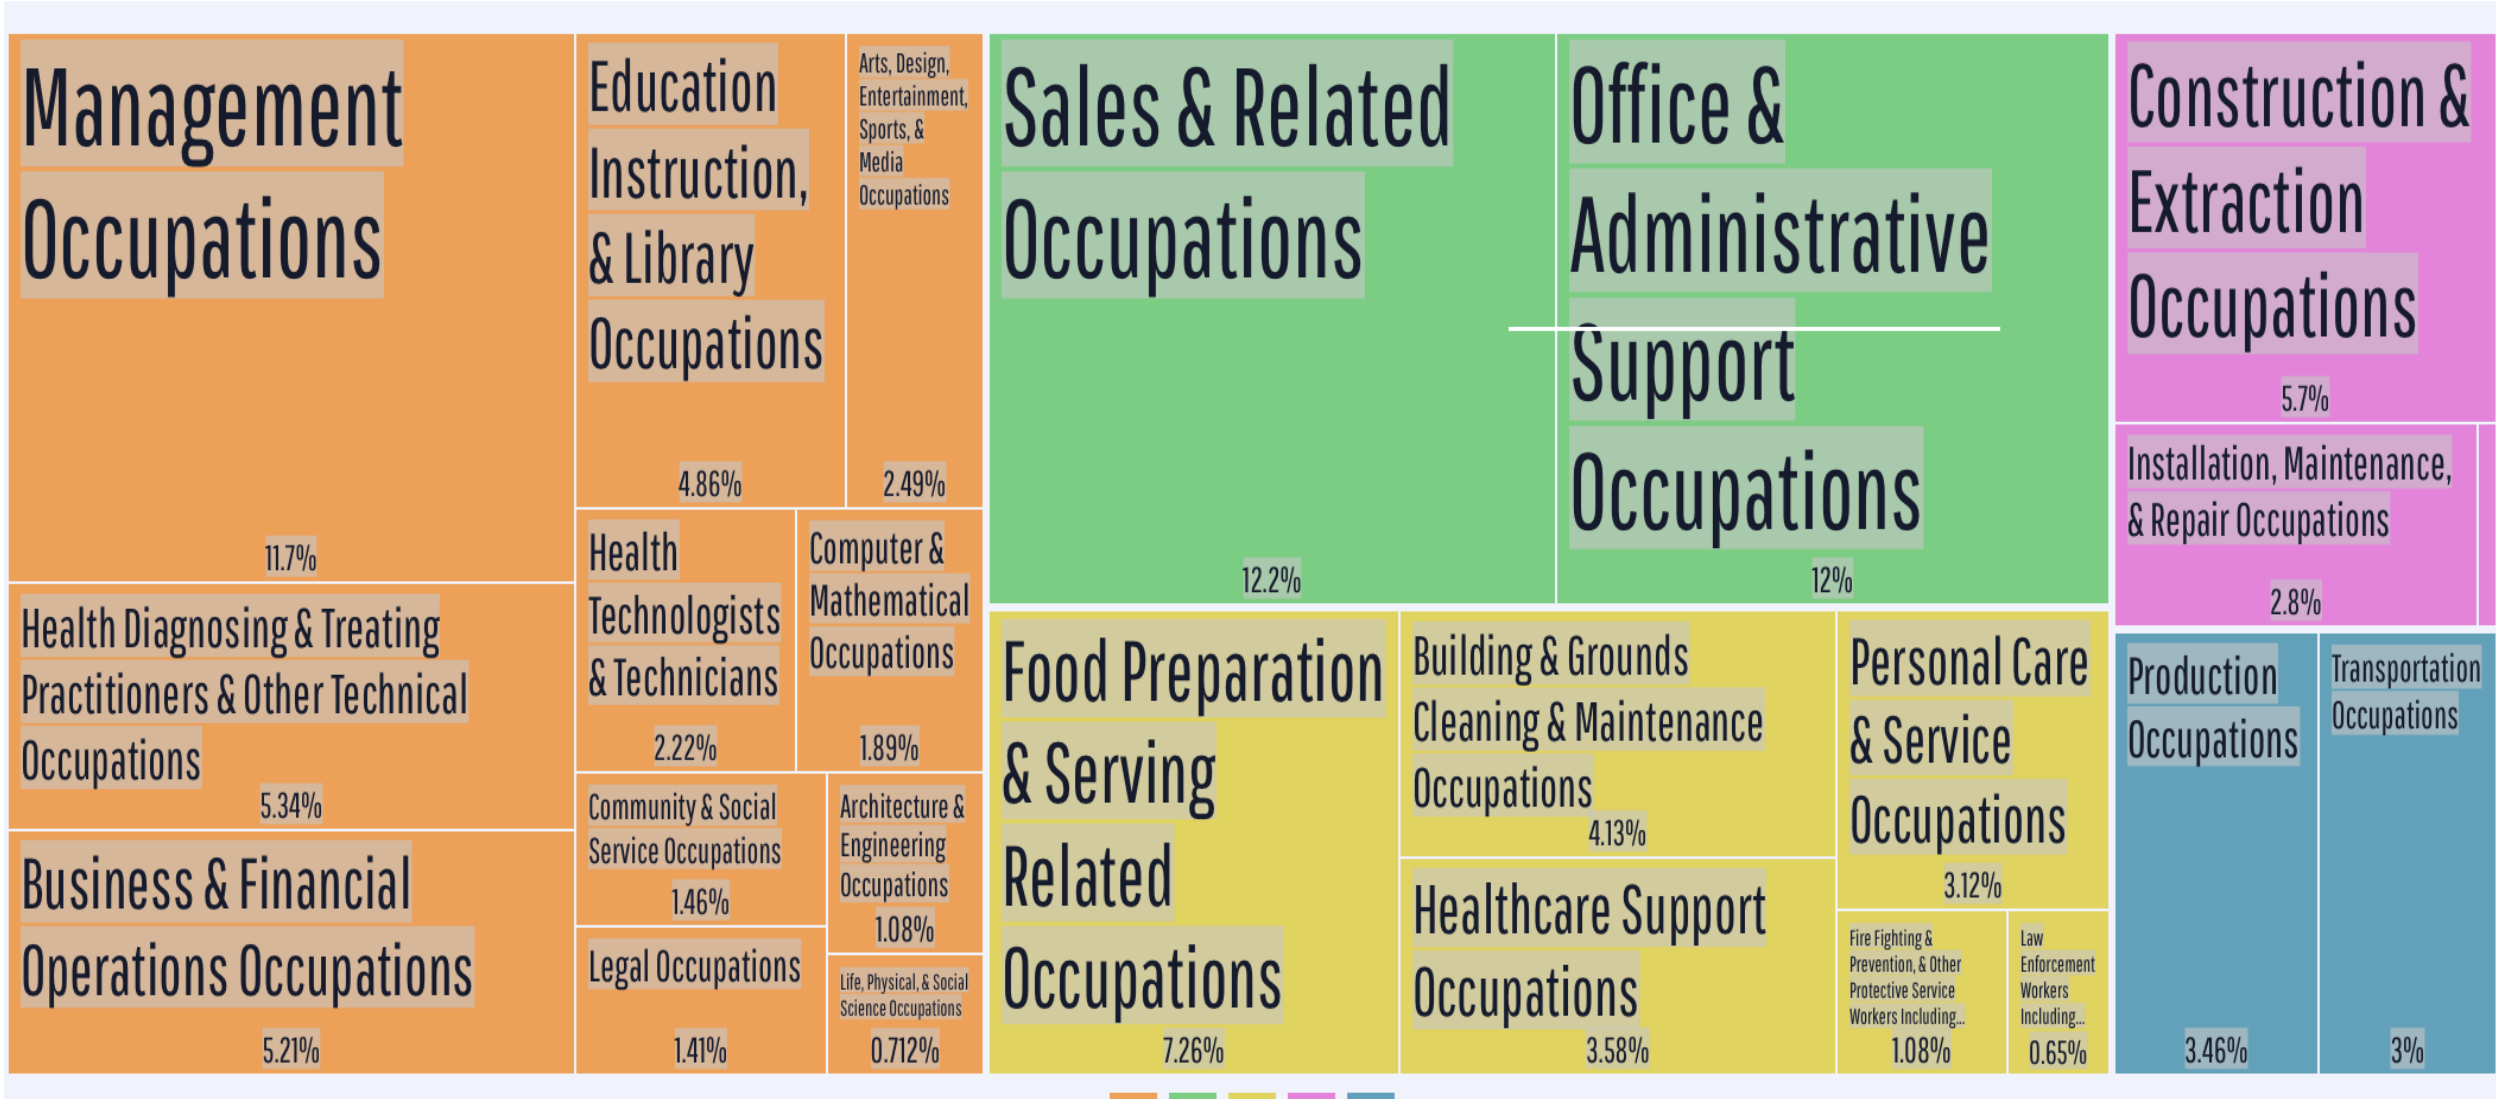 Management
Occupations
11.7%
Health Diagnosing & Treating
Practitioners & Other Technical
Occupations
5.34%
Business & Financial
Operations Occupations
5.21%
Education
Instruction,
& Library
Occupations
4.86%
Arts, Design,
Entertainment,
Sports, &
Media
Occupations
2.49%
Health
Technologists
& Technicians
2.22%
Computer &
Mathematical
Occupations
1.89%
Community & Social
Service Occupations
1.46%
Architecture &
Engineering
Occupations
1.08%
Legal Occupations
1.41%
Life, Physical, & Social
Science Occupations
0.712%
Sales & Related
Occupations
12.2%
Office &
Administrative
Support
Occupations
12%
Food Preparation
& Serving
Related
Occupations
7.26%
Building & Grounds
Cleaning & Maintenance
Occupations
4.13%
Healthcare Support
Occupations
3.58%
Personal Care
& Service
Occupations
3.12%
Fire Fighting &
Prevention, & Other
Protective Service
Workers Including...
1.08%
Law
Enforcement
Workers
Including...
0.65%
Construction &
Extraction
Occupations
5.7%
Installation, Maintenance,
& Repair Occupations
2.8%
Production
Occupations
3.46%
Transportation
Occupations
3%